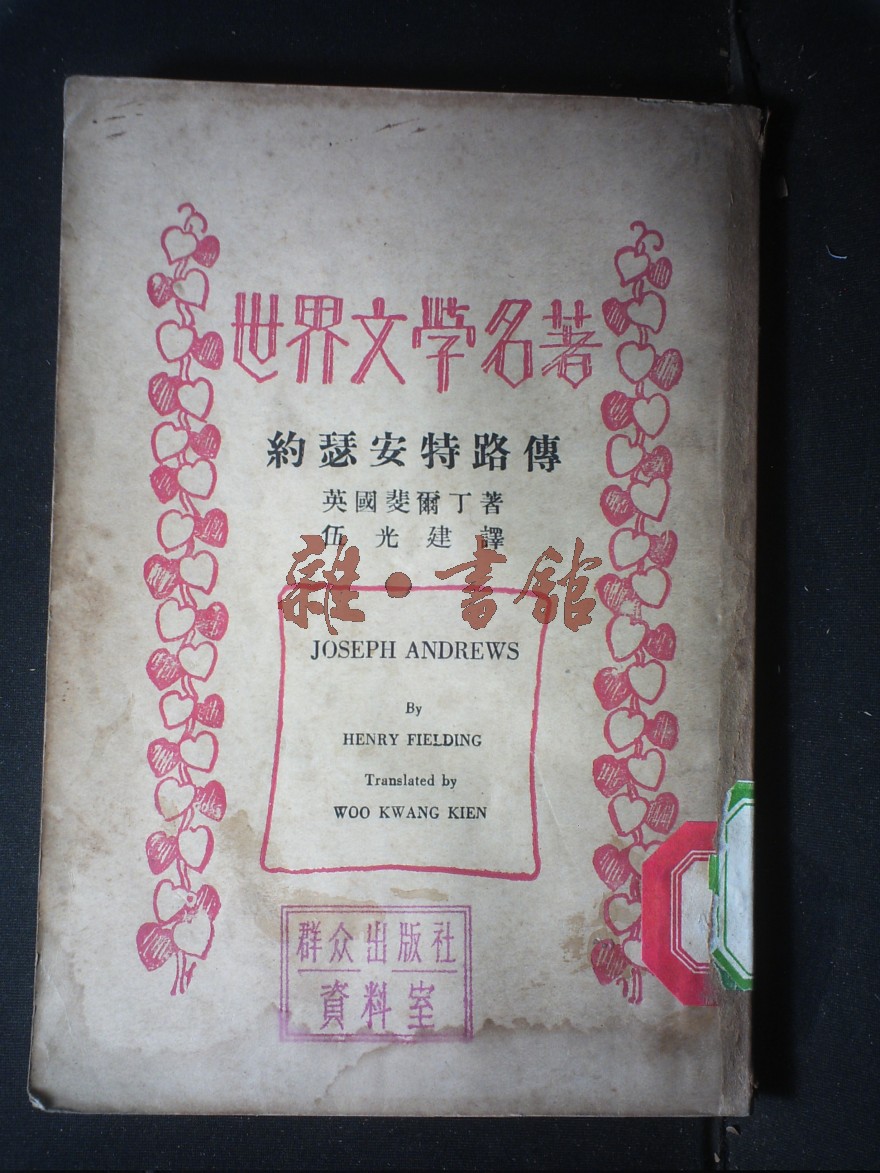 世界文學名著
約瑟安特路傳
英國斐爾丁著
伍光建譯
雜·書館
JOSEPH ANDREWS
By
HENRY FIELDING
Translated by
WOO KWANG KIEN
群众出版社
資料室